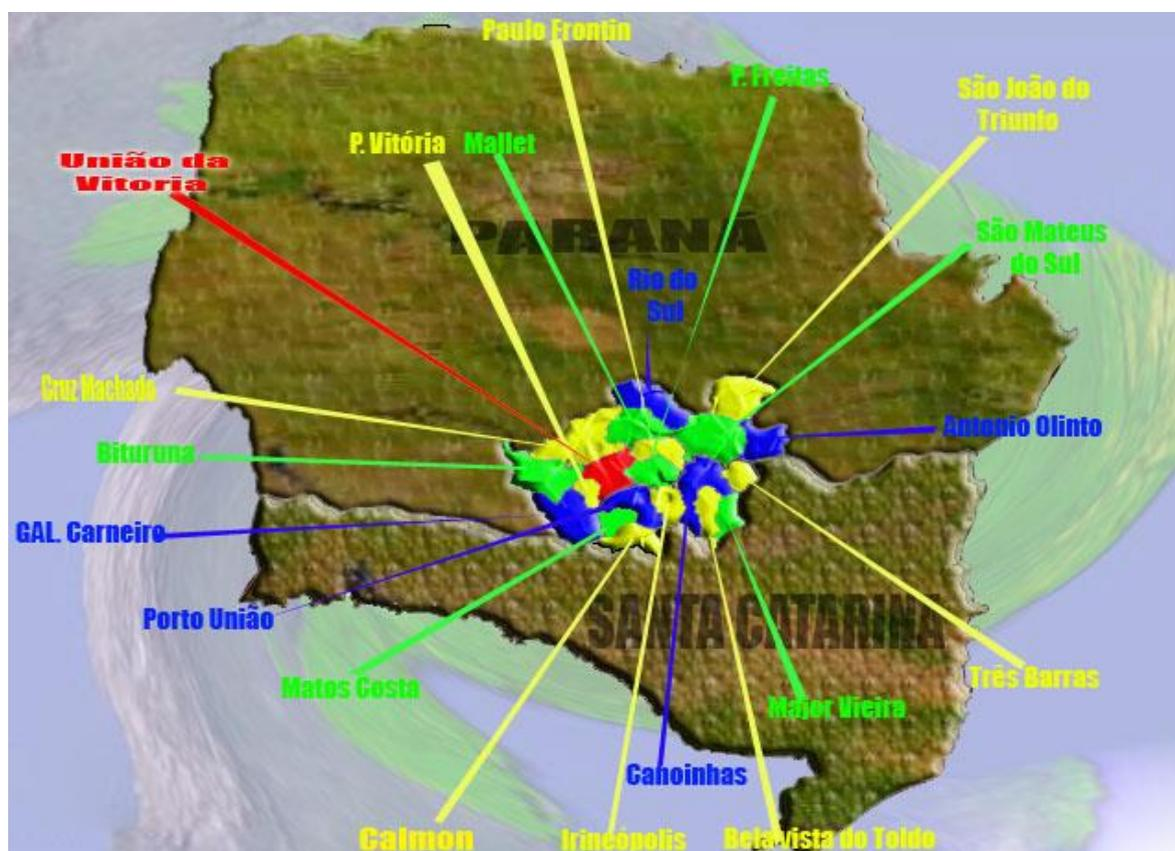 Paulo Frontin
P. Freitas
São João do
Triunfo
P. Vitória
Mallet
União da
Vitoria
PARANÁ
São Mateus
do Sul
Rio do
Sul
Cruz Machado
Antonio Olinto
Bituruna
GAL. Carneiro
Porto União
SANTA CATARINA
Matos Costa
Três Barras
Major Vieira
Canoinhas
Calmon
Irineópolis
Bela vista do Toldo